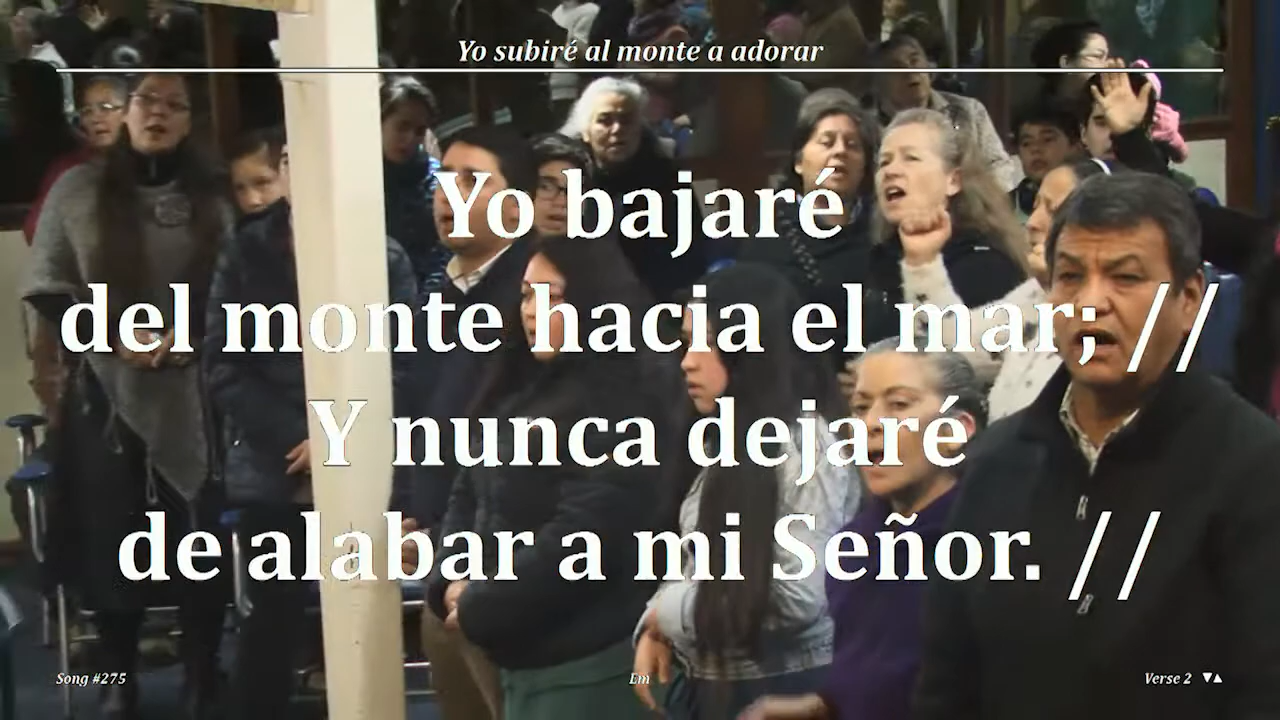 Yo subiré al monte a adorar
Yo bajaré
del monte hacia el mar; //
Y nunca dejaré
de alabar a mi Señor. //
Song #275
Em
Verse 2 ▼▲